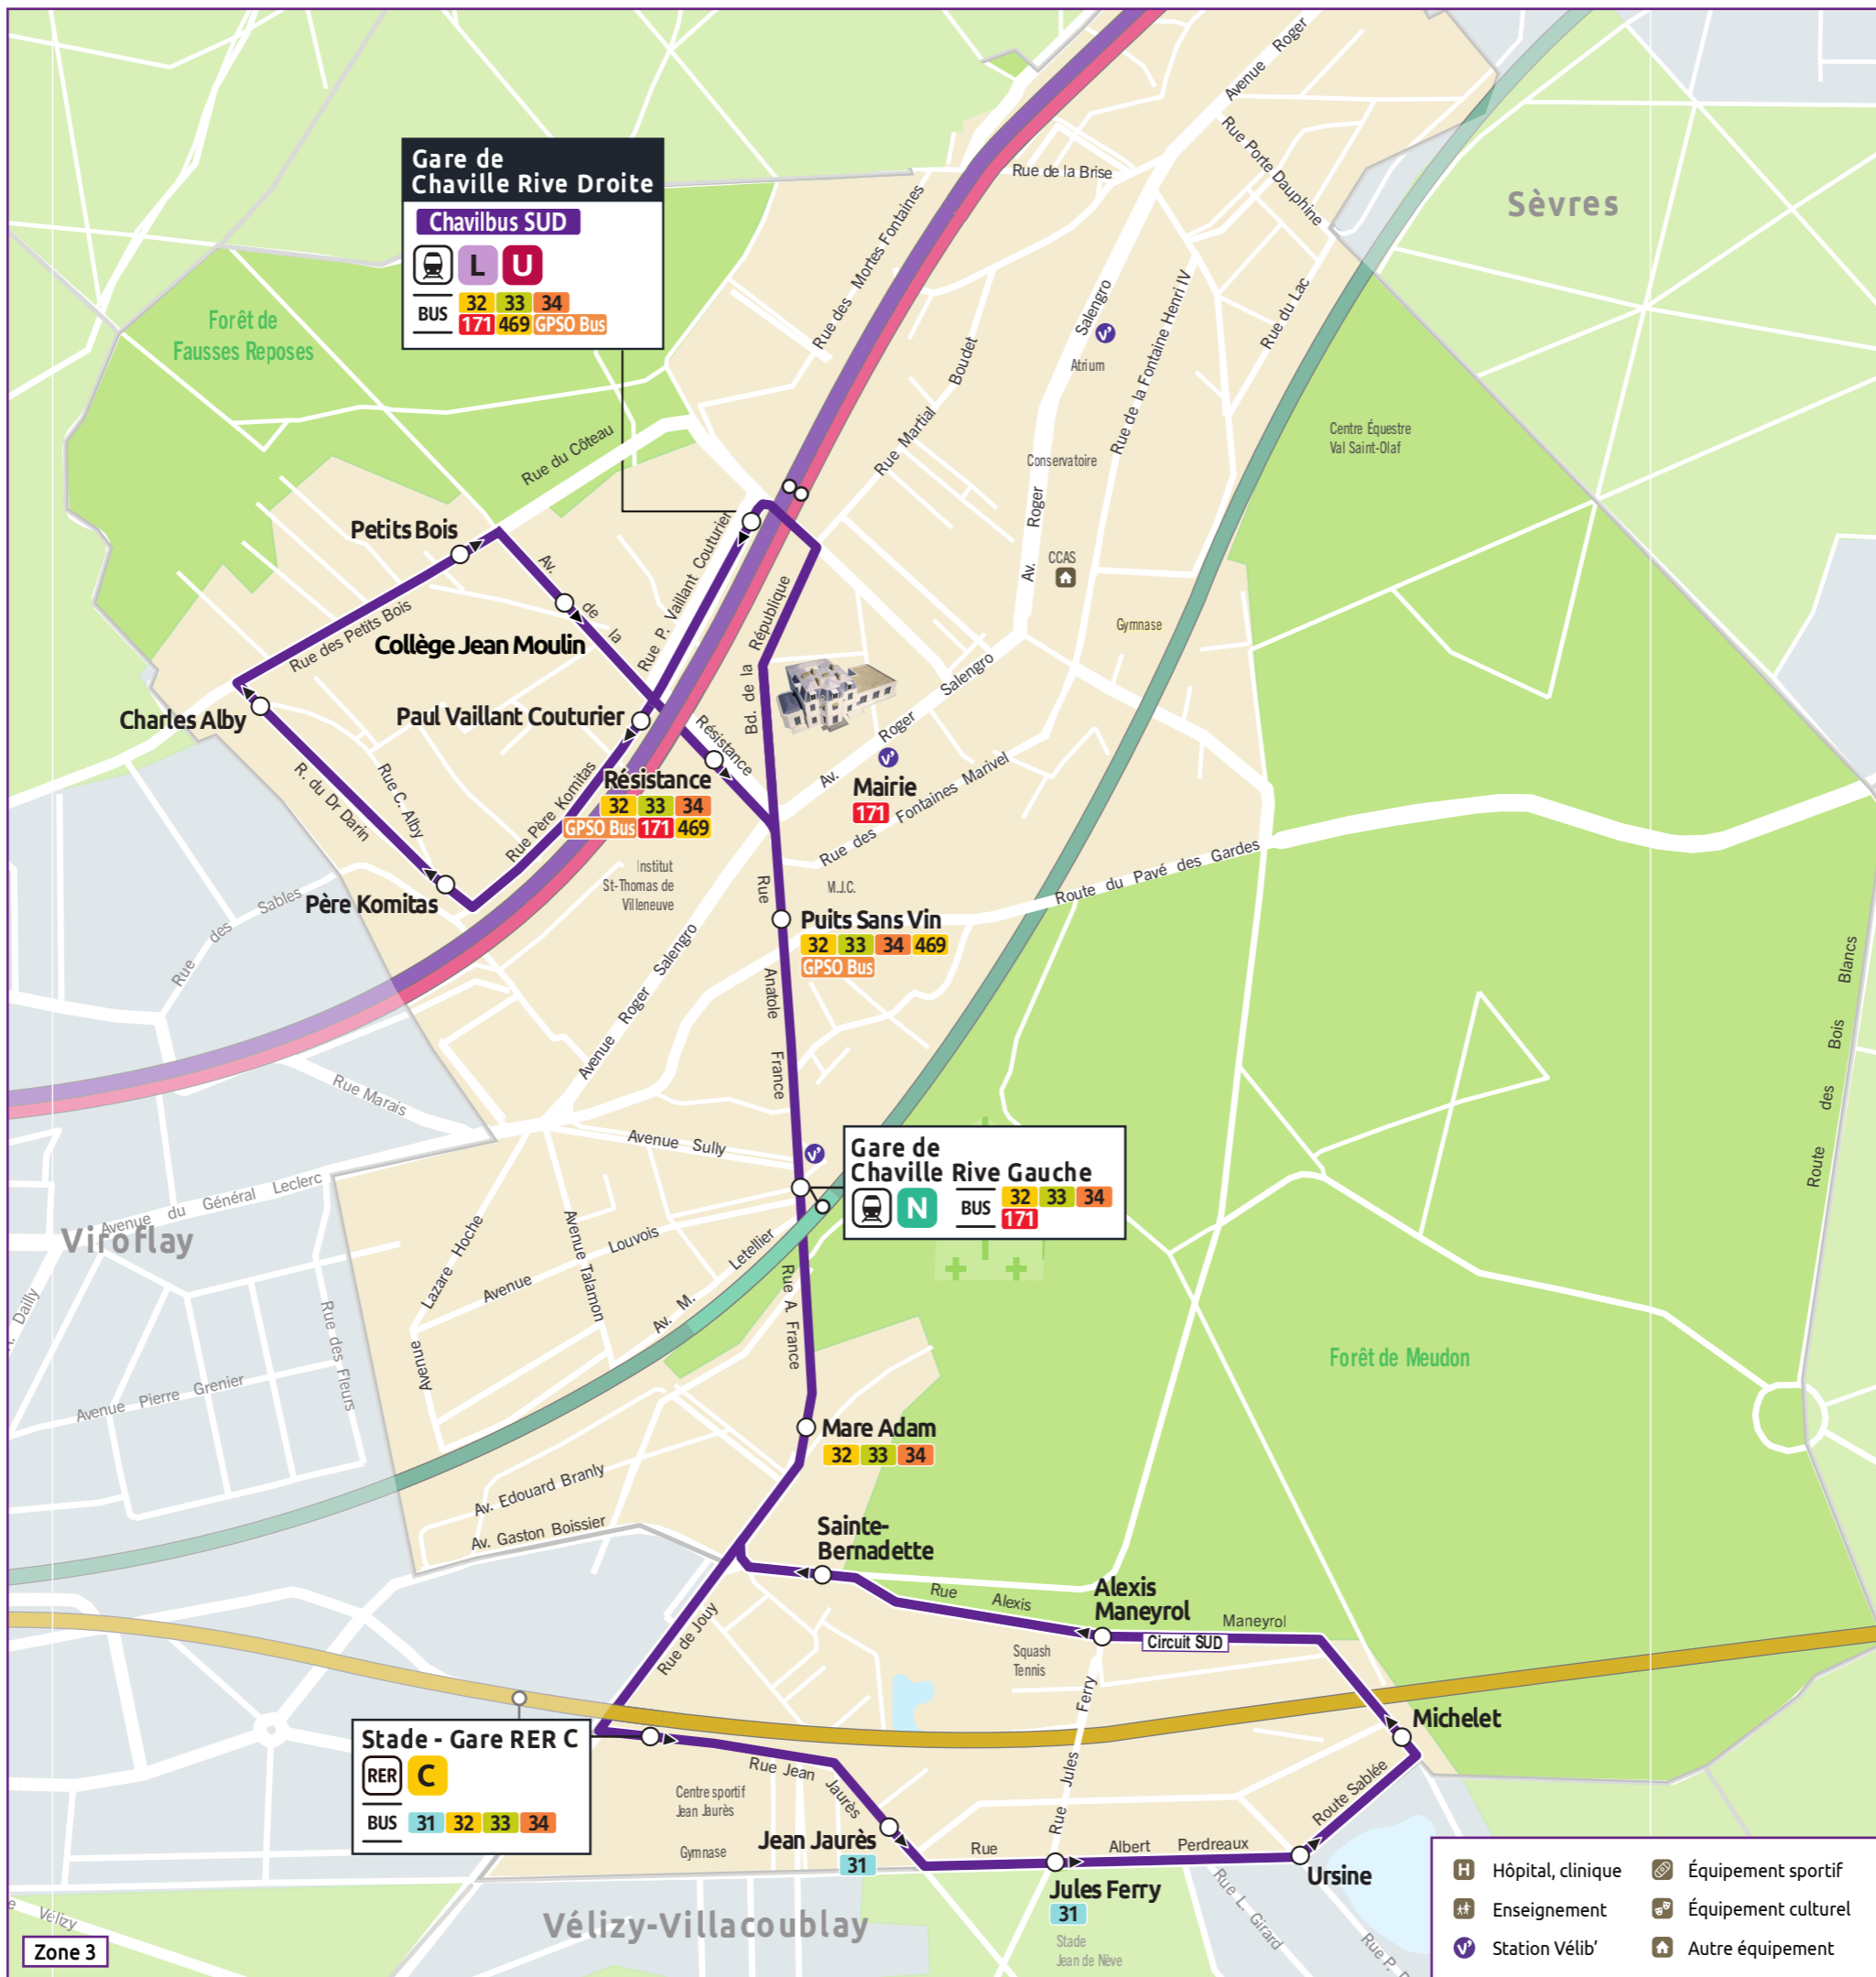 Gare de
Chaville Rive Droite
Chavilbus SUD
L U
BUS 32 33 34
171 469 GPSO Bus
Avenue Roger
Rue Porte Dauphine
Rue de la Brise
Sèvres
Rue des Mortes Fontaines
Forêt de
Fausses Reposes
Salengro
Atrium
Rue de la Fontaine Henri IV
Rue du Lac
Rue Martial Boudet
Rue du Côteau
Conservatoire
Centre Équestre
Val Saint-Olaf
Av. Roger
CCAS
Gymnase
Petits Bois
Av. de la Résistance
Rue P. Vaillant Couturier
Rue des Petits Bois
Collège Jean Moulin
Bd. de la République
Salengro
Charles Alby
Paul Vaillant Couturier
Av. Roger
R. du Dr Darin
Rue C. Alby
Rue Père Komitas
Résistance
32 33 34
GPSO Bus 171 469
Mairie
171
Rue des Fontaines Marivel
Institut
St-Thomas de
Villeneuve
M.J.C.
Route du Pavé des Gardes
Père Komitas
Rue des Sables
Puits Sans Vin
32 33 34 469
GPSO Bus
Rue Anatole France
Avenue Roger Salengro
Route des Bois Blancs
Rue Marais
Avenue Sully
Gare de
Chaville Rive Gauche
N BUS 32 33 34
171
Avenue du Général Leclerc
Viroflay
Lazare Hoche
Avenue
Avenue Talamon
Avenue Louvois
Av. M. Letellier
Rue A. France
Dailly
Rue des Fleurs
Avenue Pierre Grenier
Forêt de Meudon
Mare Adam
32 33 34
Av. Edouard Branly
Av. Gaston Boissier
Sainte-
Bernadette
Rue Alexis Maneyrol
Alexis
Maneyrol
Circuit SUD
Rue de Jouy
Squash
Tennis
Rue Jules Ferry
Michelet
Stade - Gare RER C
RER C
BUS 31 32 33 34
Rue Jean Jaurès
Centre sportif
Jean Jaurès
Gymnase
Route Sablée
Jean Jaurès
31
Rue Albert Perdreaux
Jules Ferry
31
Ursine
Stade
Jean de Nève
Rue L. Girard
Rue P.
Vélizy-Villacoublay
Vélizy
Zone 3
H Hôpital, clinique
Équipement sportif
Enseignement
Équipement culturel
Station Vélib’
Autre équipement